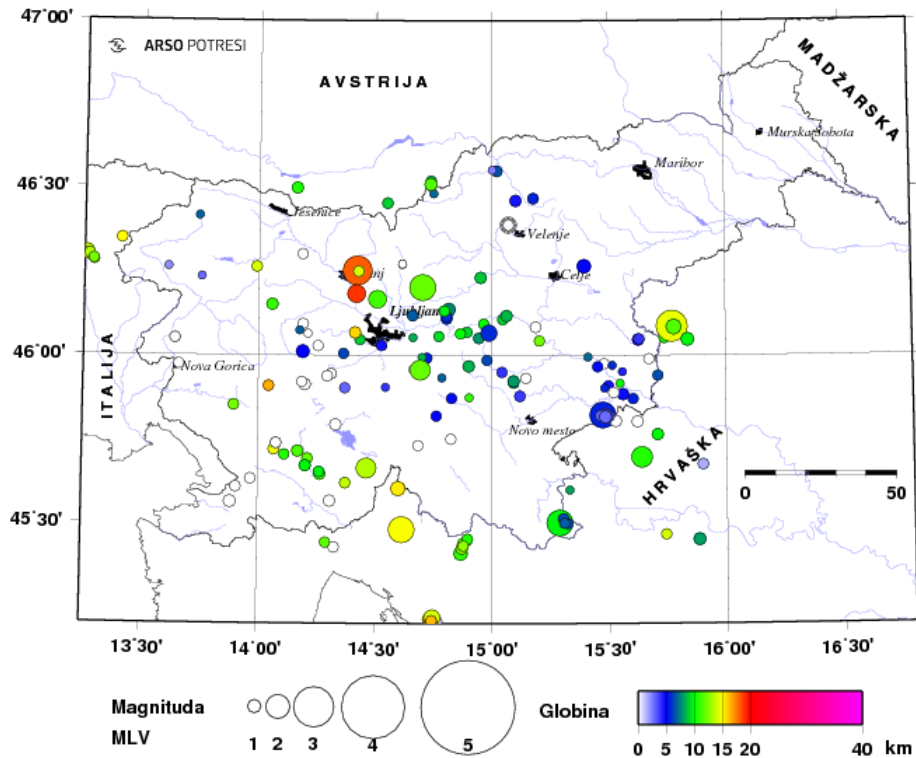 47°00'
ARSO POTRESI
AVSTRIJA
MADŽARSKA
Murska Sobota
Maribor
46°30'
Jesenice
Velenje
Celje
Ljubljana
46°00'
Nova Gorica
ITALIJA
Novo mesto
HRVAŠKA
0 50
45°30'
13°30' 14°00' 14°30' 15°00' 15°30' 16°00' 16°30'
Magnituda
MLV
1 2 3 4 5
Globina
0 5 10 15 20 40 km